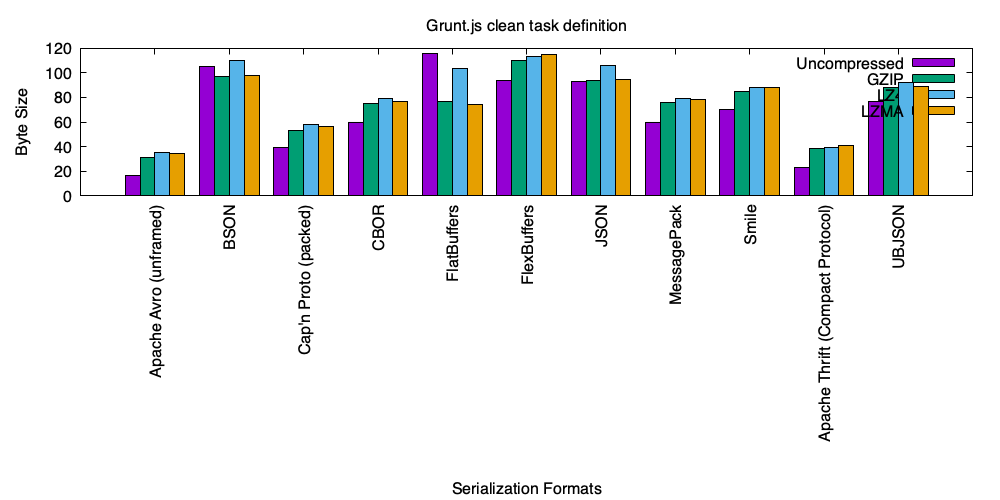 Grunt.js clean task definition
Byte Size
120
100
80
60
40
20
0
Uncompressed
GZIP
LZ4
LZMA
Apache Avro (unframed)
BSON
Cap'n Proto (packed)
CBOR
FlatBuffers
FlexBuffers
JSON
MessagePack
Smile
Apache Thrift (Compact Protocol)
UBJSON
Serialization Formats